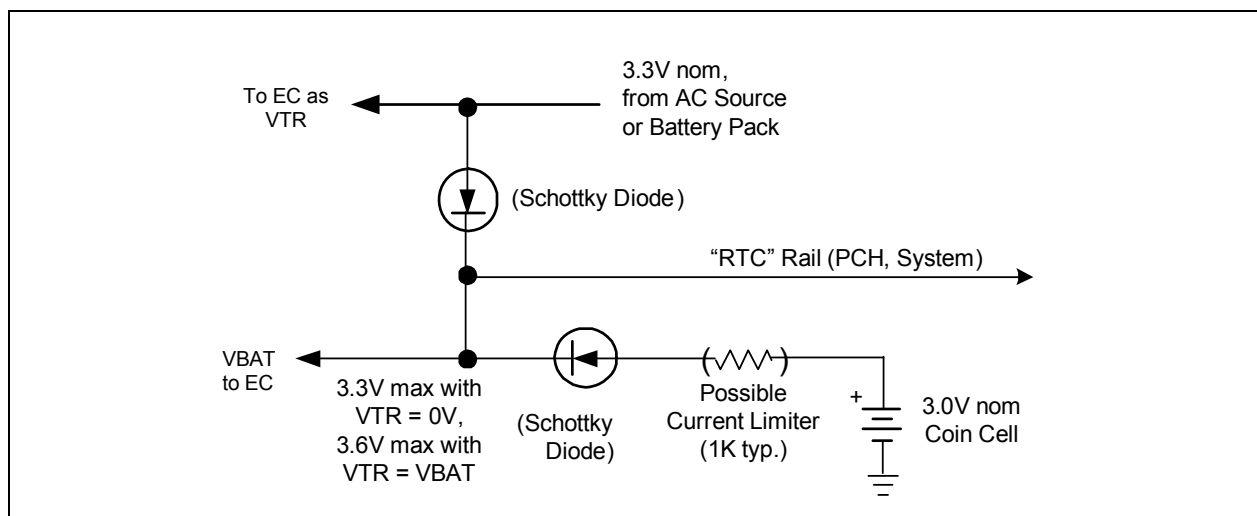 3.3V nom,
from AC Source
or Battery Pack
To EC as
VTR
(Schottky Diode)
“RTC” Rail (PCH, System)
VBAT
to EC
3.3V max with
VTR = 0V,
3.6V max with
VTR = VBAT
(Schottky
Diode)
Possible
Current Limiter
(1K typ.)
+
3.0V nom
Coin Cell